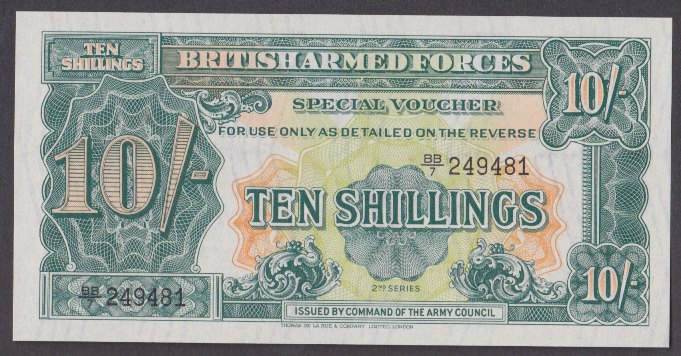 TEN
SHILLINGS
BRITISH ARMED FORCES
10/-
SPECIAL VOUCHER
FOR USE ONLY AS DETAILED ON THE REVERSE
BB/7 249481
10/-
TEN SHILLINGS
2ND SERIES
BB/7 249481
10/-
ISSUED BY COMMAND OF THE ARMY COUNCIL
THOMAS DE LA RUE & COMPANY, LIMITED, LONDON